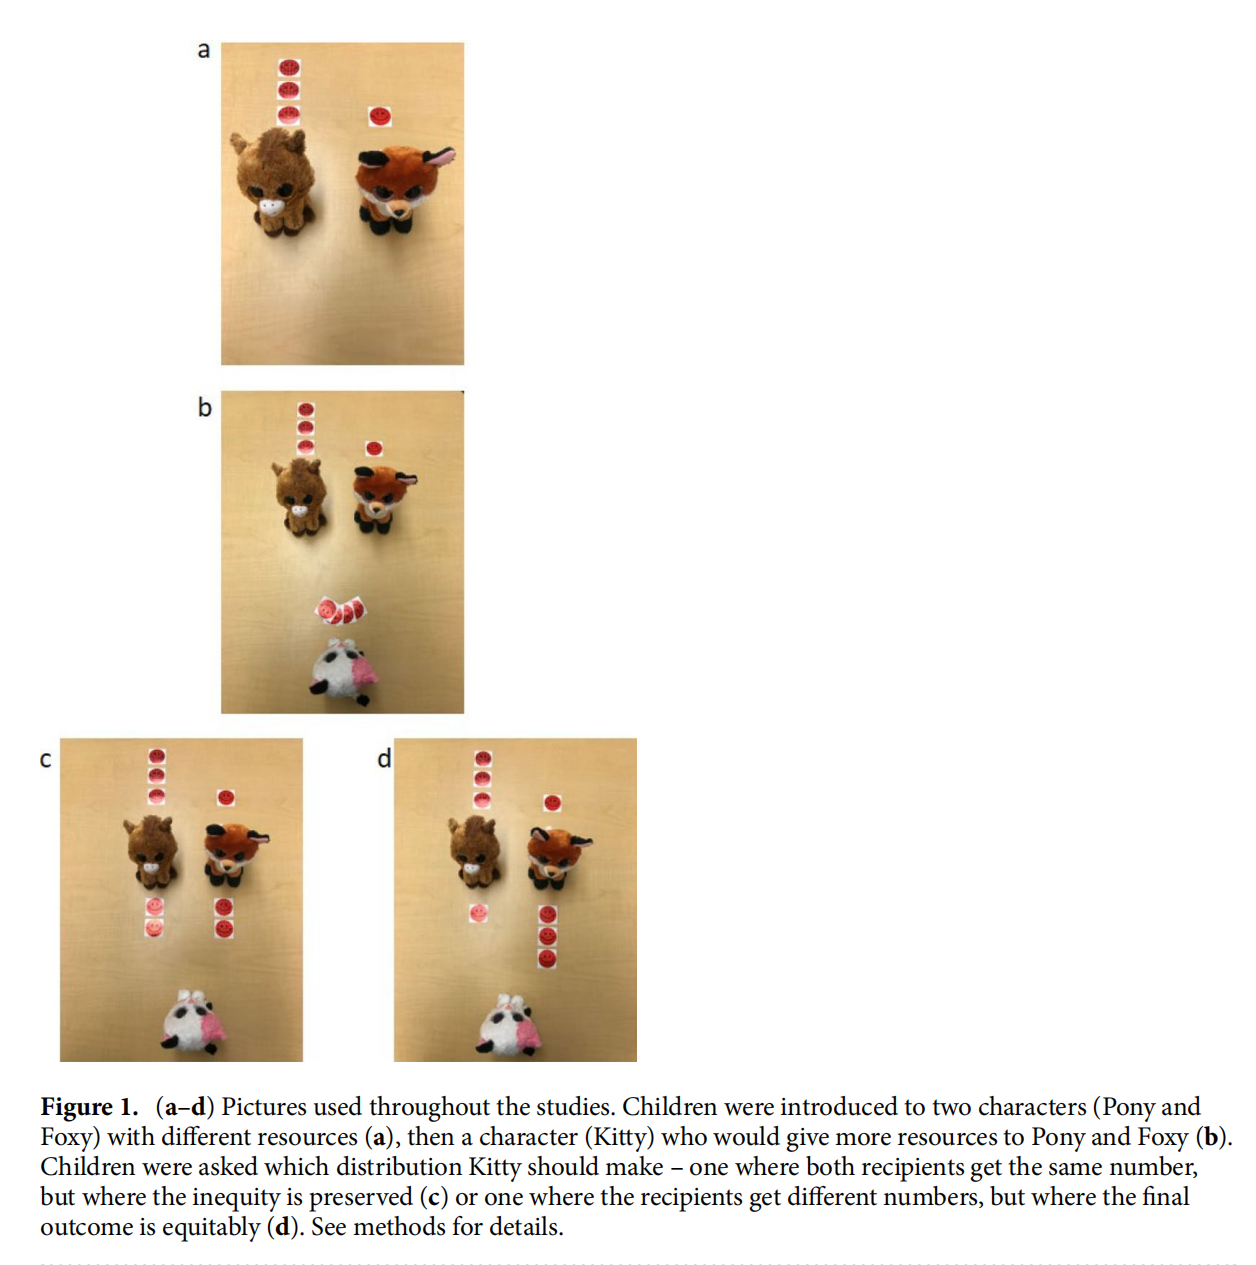 a
b
c
d
Figure 1. (a–d) Pictures used throughout the studies. Children were introduced to two characters (Pony and
Foxy) with different resources (a), then a character (Kitty) who would give more resources to Pony and Foxy (b).
Children were asked which distribution Kitty should make – one where both recipients get the same number,
but where the inequity is preserved (c) or one where the recipients get different numbers, but where the final
outcome is equitably (d). See methods for details.